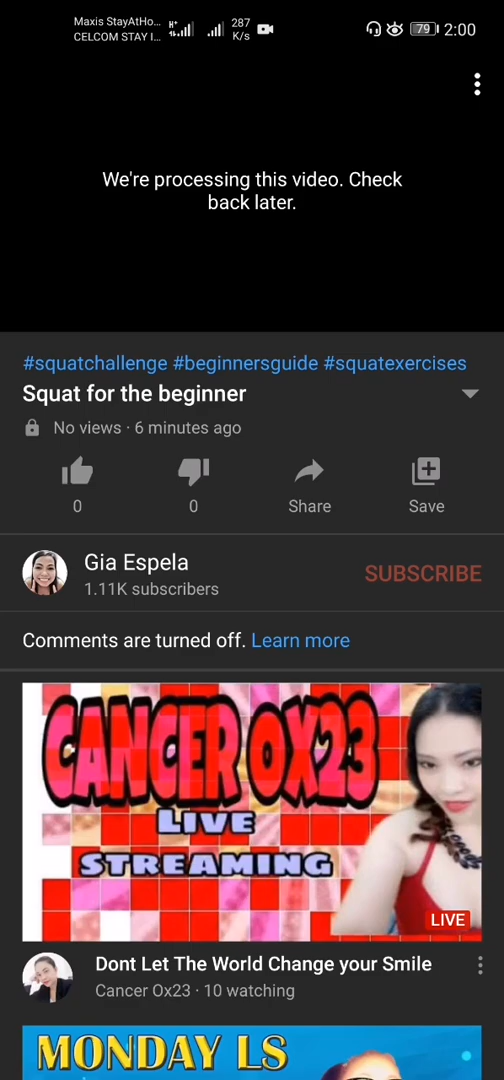 Maxis StayAtHo...
CELCOM STAY I...
H+
287
K/s
79
2:00
We're processing this video. Check
back later.
#squatchallenge #beginnersguide #squatexercises
Squat for the beginner
No views · 6 minutes ago
0
0
Share
Save
Gia Espela
1.11K subscribers
SUBSCRIBE
Comments are turned off. Learn more
CANCER OX23
LIVE
STREAMING
LIVE
Dont Let The World Change your Smile
Cancer Ox23 · 10 watching
MONDAY LS